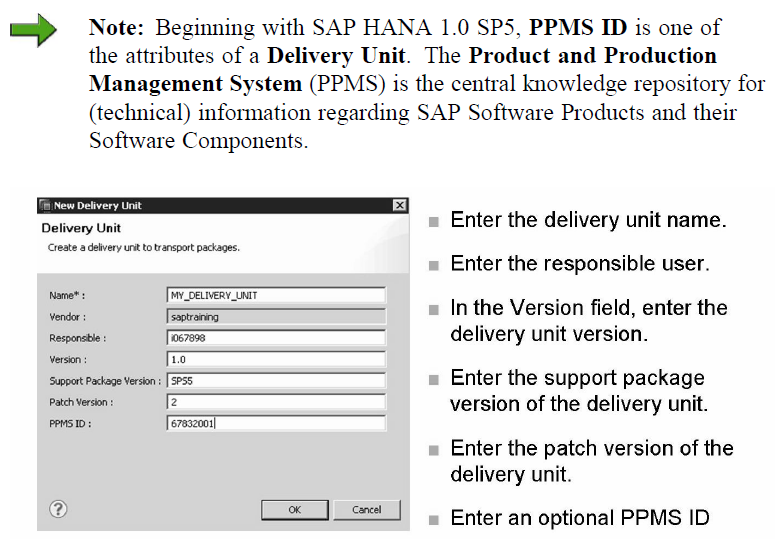 Note: Beginning with SAP HANA 1.0 SP5, PPMS ID is one of
the attributes of a Delivery Unit. The Product and Production
Management System (PPMS) is the central knowledge repository for
(technical) information regarding SAP Software Products and their
Software Components.
New Delivery Unit
Delivery Unit
Create a delivery unit to transport packages.
Name* : MY_DELIVERY_UNIT
Vendor : saptraining
Responsible : i067898
Version : 1.0
Support Package Version : SPS5
Patch Version : 2
PPMS ID : 67832001
OK Cancel
Enter the delivery unit name.
Enter the responsible user.
In the Version field, enter the
delivery unit version.
Enter the support package
version of the delivery unit.
Enter the patch version of the
delivery unit.
Enter an optional PPMS ID